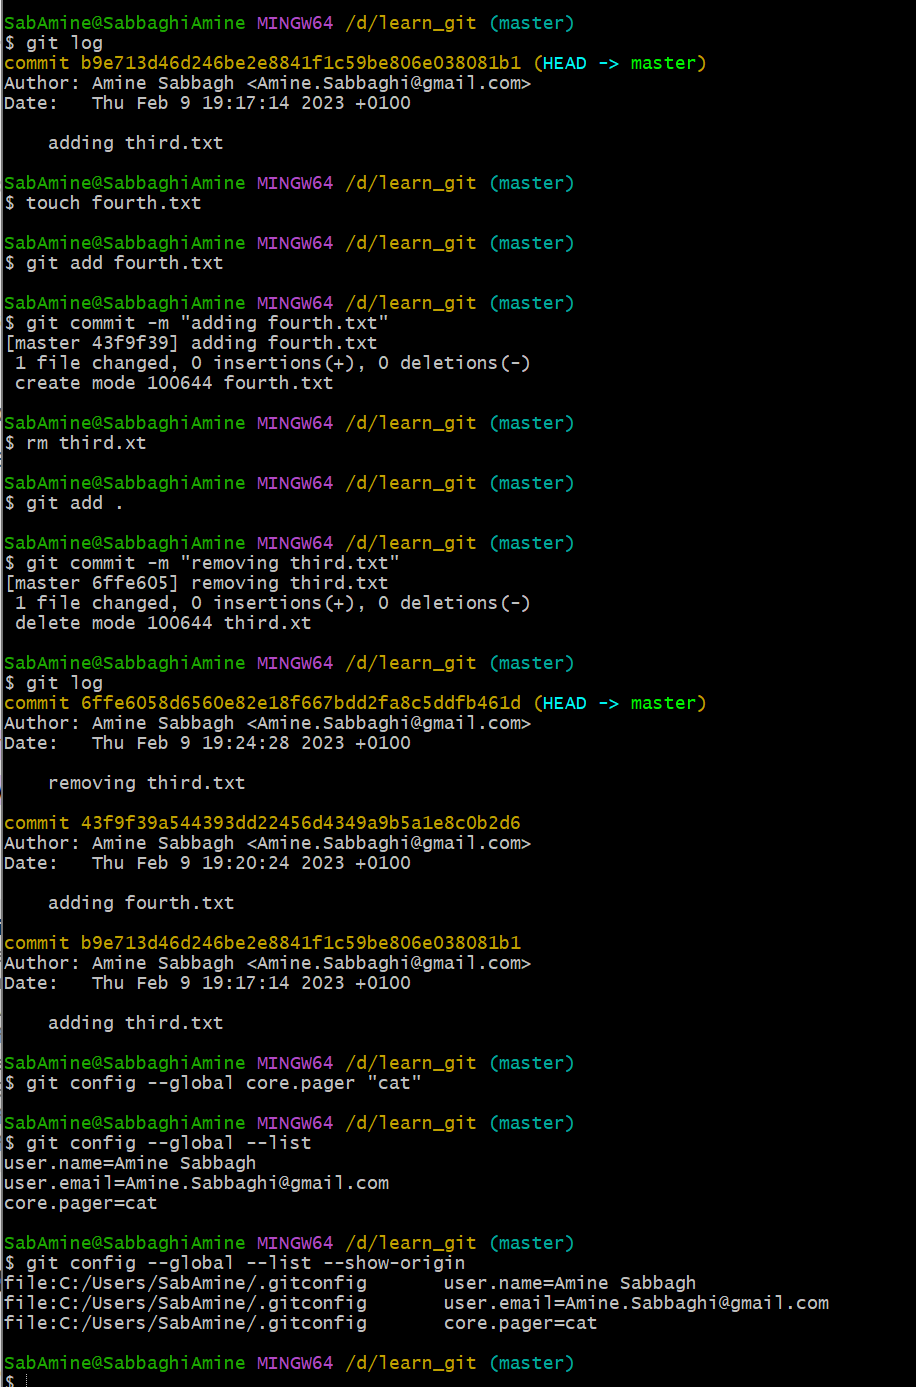 SabAmine@SabbaghiAmine MINGW64 /d/learn_git (master)
$ git log
commit b9e713d46d246be2e8841f1c59be806e038081b1 (HEAD -> master)
Author: Amine Sabbagh <Amine.Sabbaghi@gmail.com>
Date:   Thu Feb 9 19:17:14 2023 +0100

    adding third.txt

SabAmine@SabbaghiAmine MINGW64 /d/learn_git (master)
$ touch fourth.txt

SabAmine@SabbaghiAmine MINGW64 /d/learn_git (master)
$ git add fourth.txt

SabAmine@SabbaghiAmine MINGW64 /d/learn_git (master)
$ git commit -m "adding fourth.txt"
[master 43f9f39] adding fourth.txt
 1 file changed, 0 insertions(+), 0 deletions(-)
 create mode 100644 fourth.txt

SabAmine@SabbaghiAmine MINGW64 /d/learn_git (master)
$ rm third.xt

SabAmine@SabbaghiAmine MINGW64 /d/learn_git (master)
$ git add .

SabAmine@SabbaghiAmine MINGW64 /d/learn_git (master)
$ git commit -m "removing third.txt"
[master 6ffe605] removing third.txt
 1 file changed, 0 insertions(+), 0 deletions(-)
 delete mode 100644 third.xt

SabAmine@SabbaghiAmine MINGW64 /d/learn_git (master)
$ git log
commit 6ffe6058d6560e82e18f667bdd2fa8c5ddfb461d (HEAD -> master)
Author: Amine Sabbagh <Amine.Sabbaghi@gmail.com>
Date:   Thu Feb 9 19:24:28 2023 +0100

    removing third.txt

commit 43f9f39a544393dd22456d4349a9b5a1e8c0b2d6
Author: Amine Sabbagh <Amine.Sabbaghi@gmail.com>
Date:   Thu Feb 9 19:20:24 2023 +0100

    adding fourth.txt

commit b9e713d46d246be2e8841f1c59be806e038081b1
Author: Amine Sabbagh <Amine.Sabbaghi@gmail.com>
Date:   Thu Feb 9 19:17:14 2023 +0100

    adding third.txt

SabAmine@SabbaghiAmine MINGW64 /d/learn_git (master)
$ git config --global core.pager "cat"

SabAmine@SabbaghiAmine MINGW64 /d/learn_git (master)
$ git config --global --list
user.name=Amine Sabbagh
user.email=Amine.Sabbaghi@gmail.com
core.pager=cat

SabAmine@SabbaghiAmine MINGW64 /d/learn_git (master)
$ git config --global --list --show-origin
file:C:/Users/SabAmine/.gitconfig       user.name=Amine Sabbagh
file:C:/Users/SabAmine/.gitconfig       user.email=Amine.Sabbaghi@gmail.com
file:C:/Users/SabAmine/.gitconfig       core.pager=cat

SabAmine@SabbaghiAmine MINGW64 /d/learn_git (master)
$